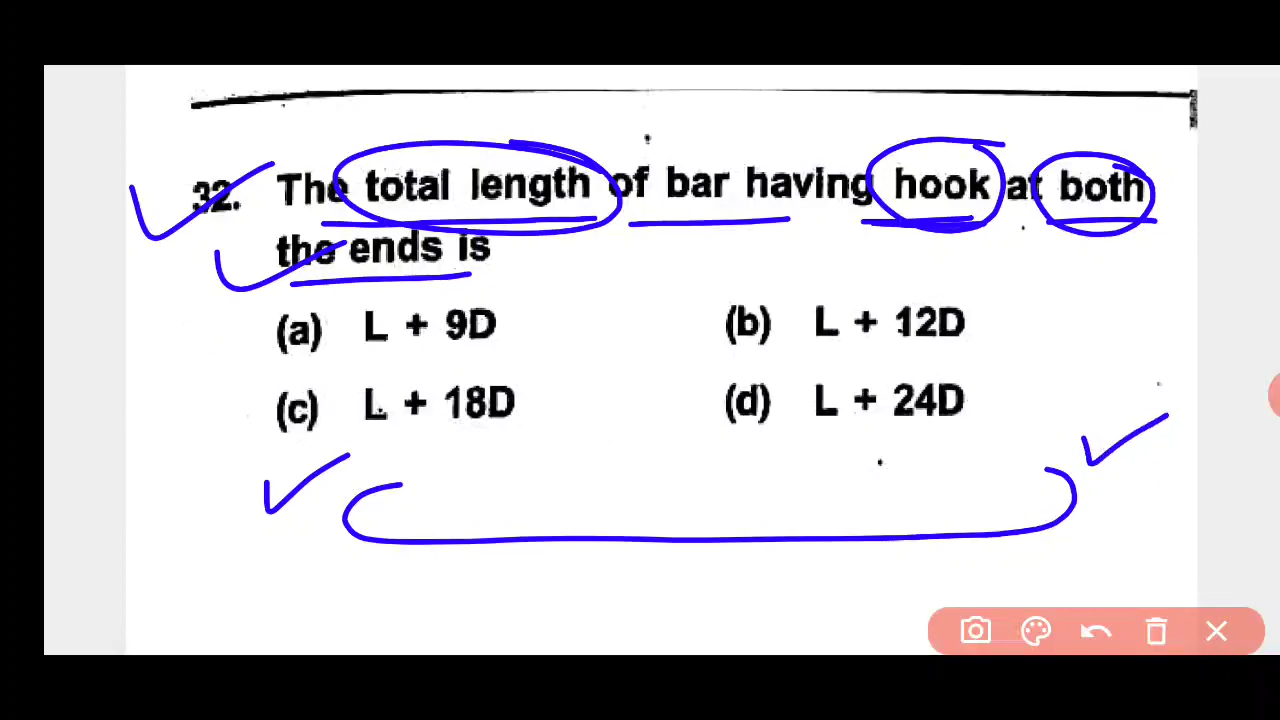 32. The total length of bar having hook at both
the ends is
(a) L + 9D (b) L + 12D
(c) L + 18D (d) L + 24D